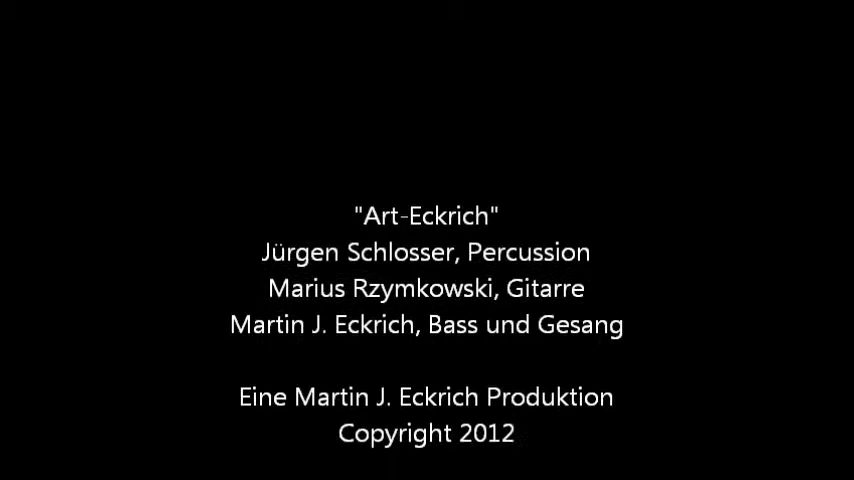 "Art-Eckrich"
Jürgen Schlosser, Percussion
Marius Rzymkowski, Gitarre
Martin J. Eckrich, Bass und Gesang
Eine Martin J. Eckrich Produktion
Copyright 2012